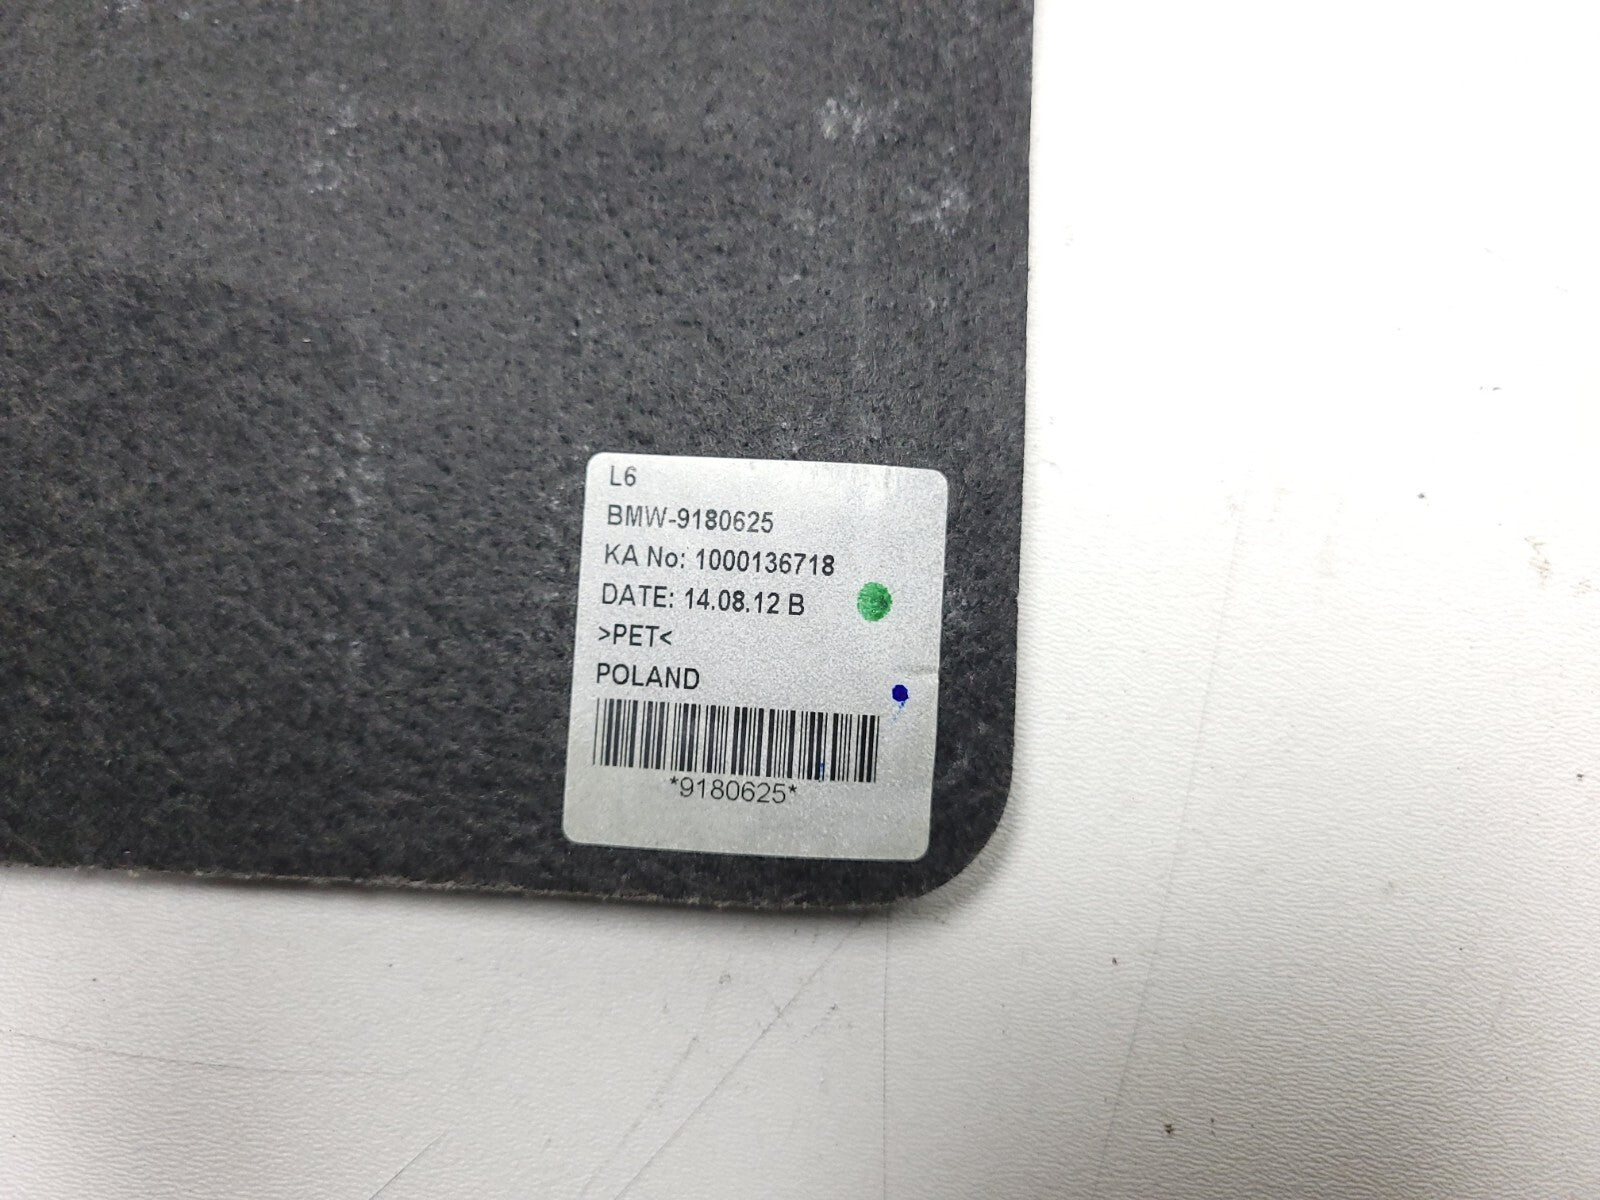 L6
BMW-9180625
KA No: 1000136718
DATE: 14.08.12 B
>PET<
POLAND
*9180625*